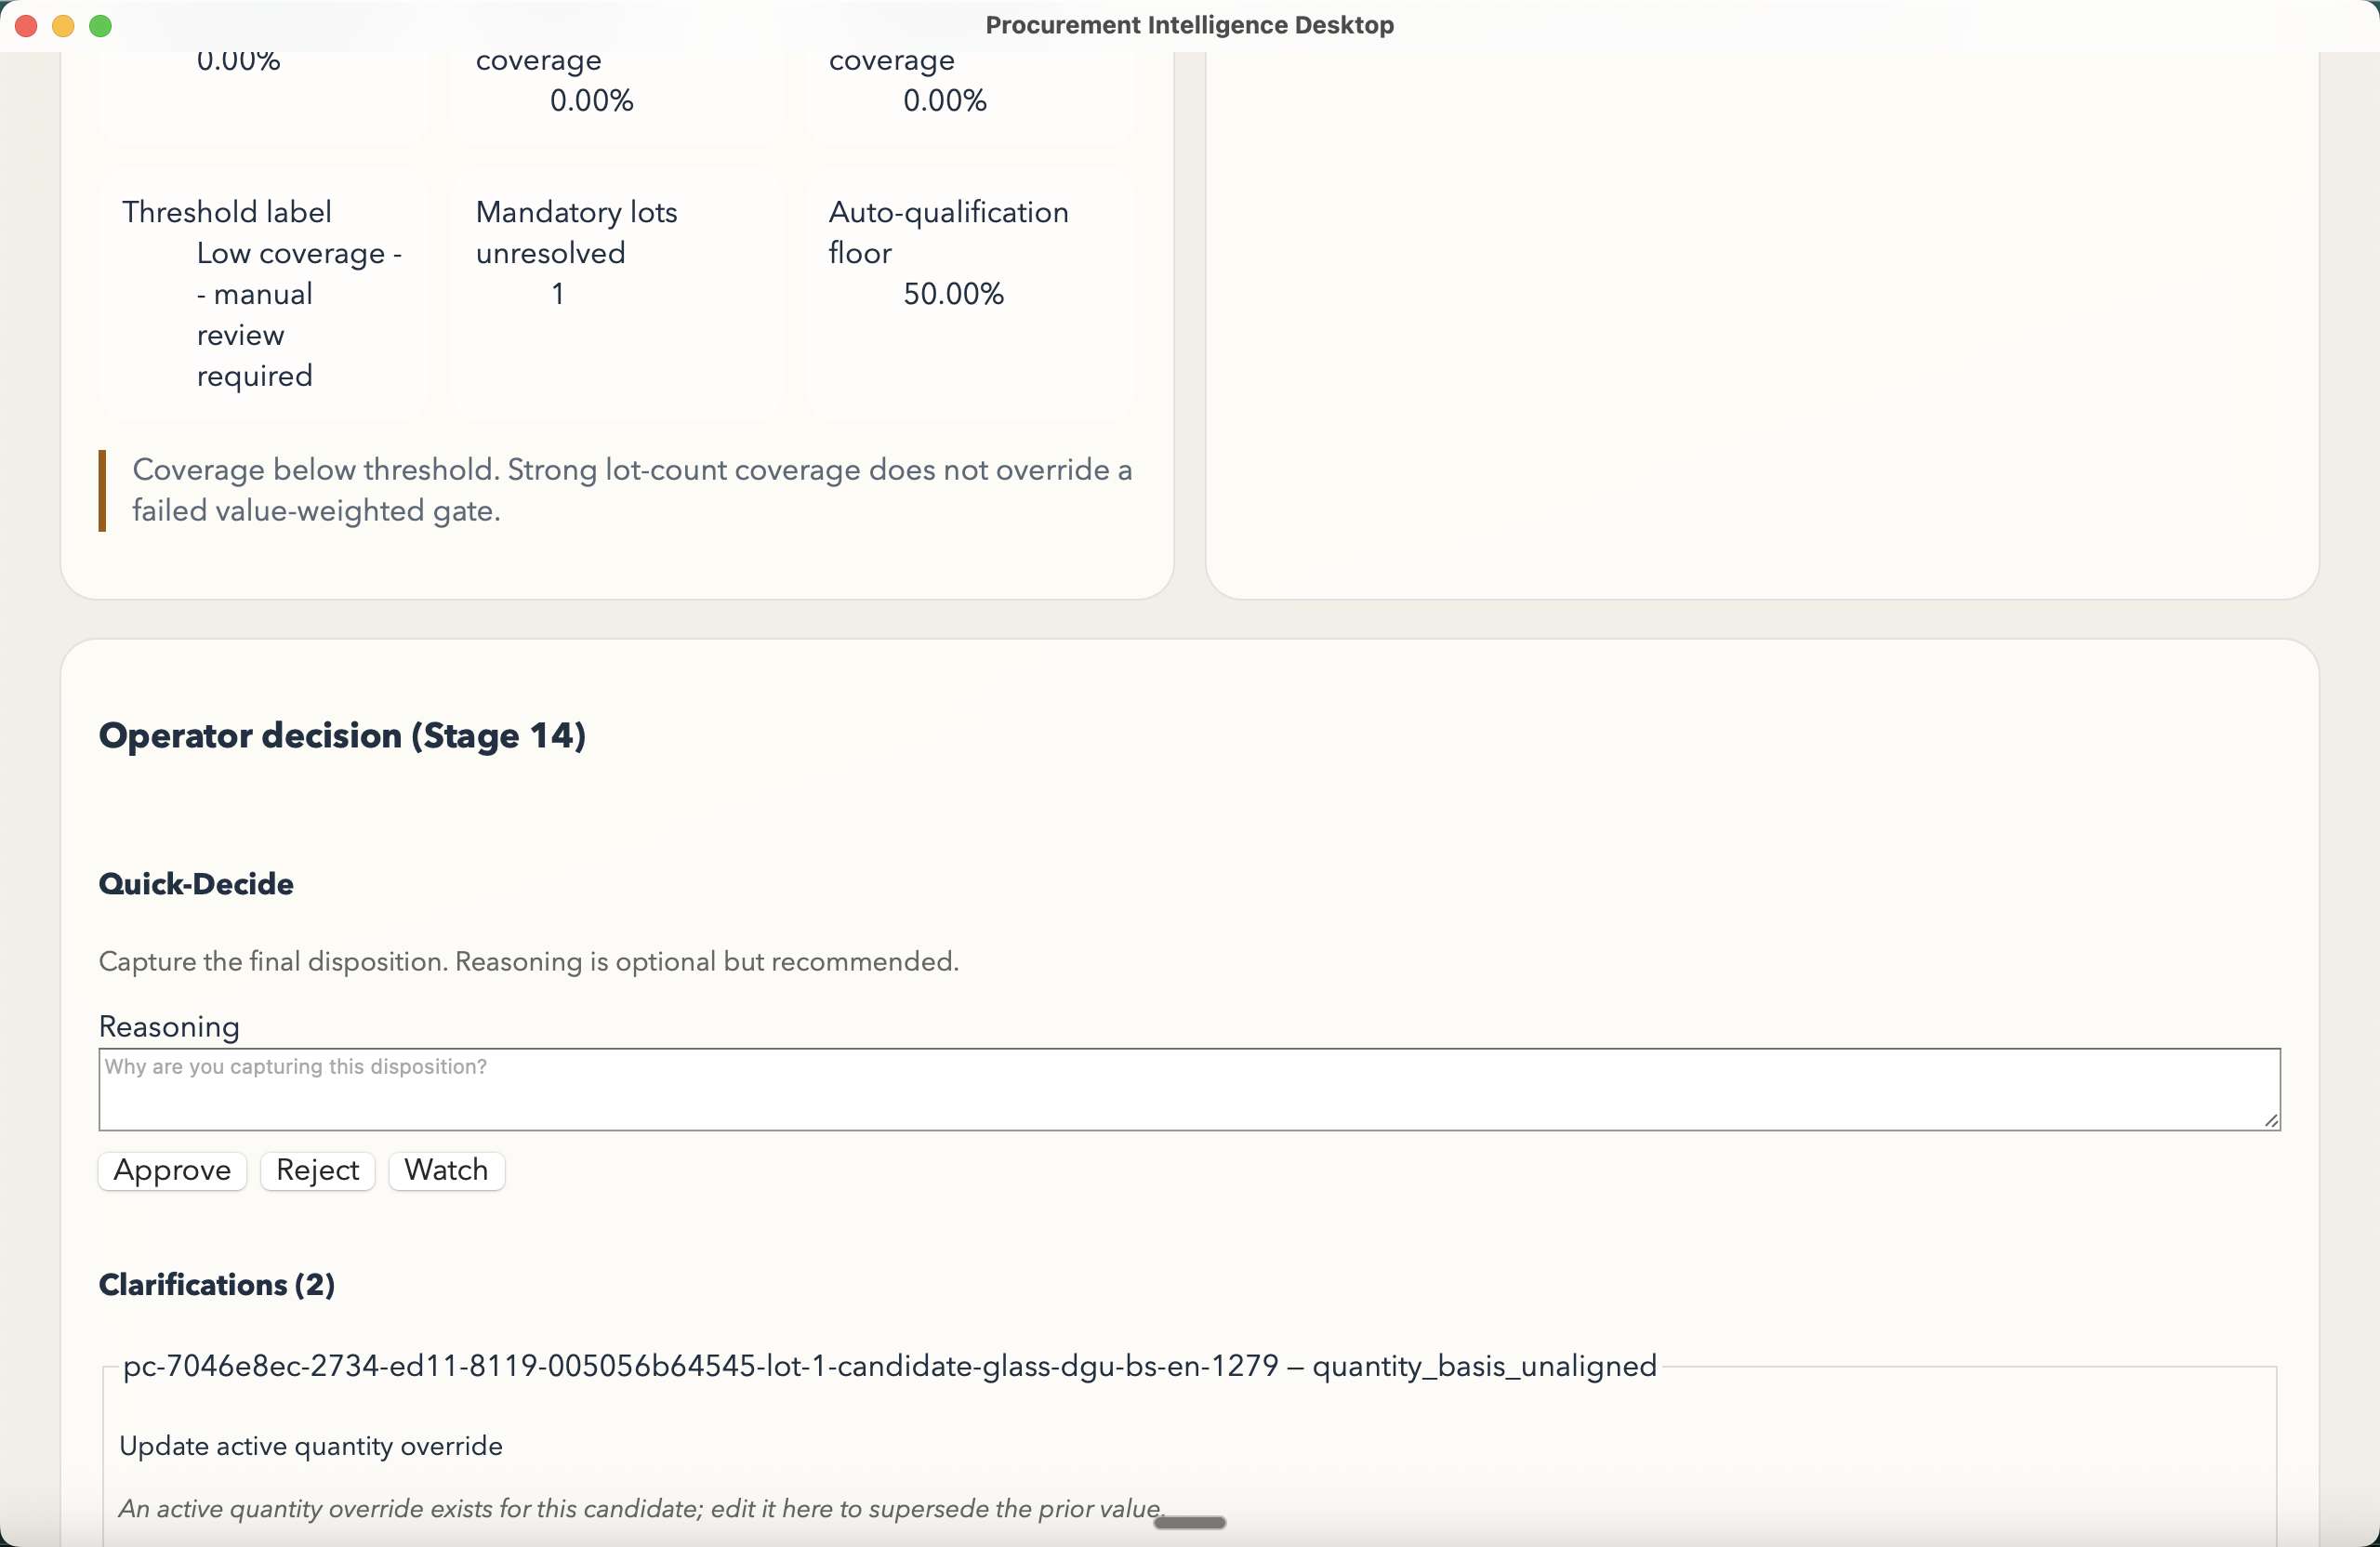 Procurement Intelligence Desktop
0.00%
coverage
0.00%
coverage
0.00%
Threshold label
Low coverage -
- manual
review
required
Mandatory lots
unresolved
1
Auto-qualification
floor
50.00%
Coverage below threshold. Strong lot-count coverage does not override a
failed value-weighted gate.
Operator decision (Stage 14)
Quick-Decide
Capture the final disposition. Reasoning is optional but recommended.
Reasoning
Why are you capturing this disposition?
Approve
Reject
Watch
Clarifications (2)
pc-7046e8ec-2734-ed11-8119-005056b64545-lot-1-candidate-glass-dgu-bs-en-1279 — quantity_basis_unaligned
Update active quantity override
An active quantity override exists for this candidate; edit it here to supersede the prior value.